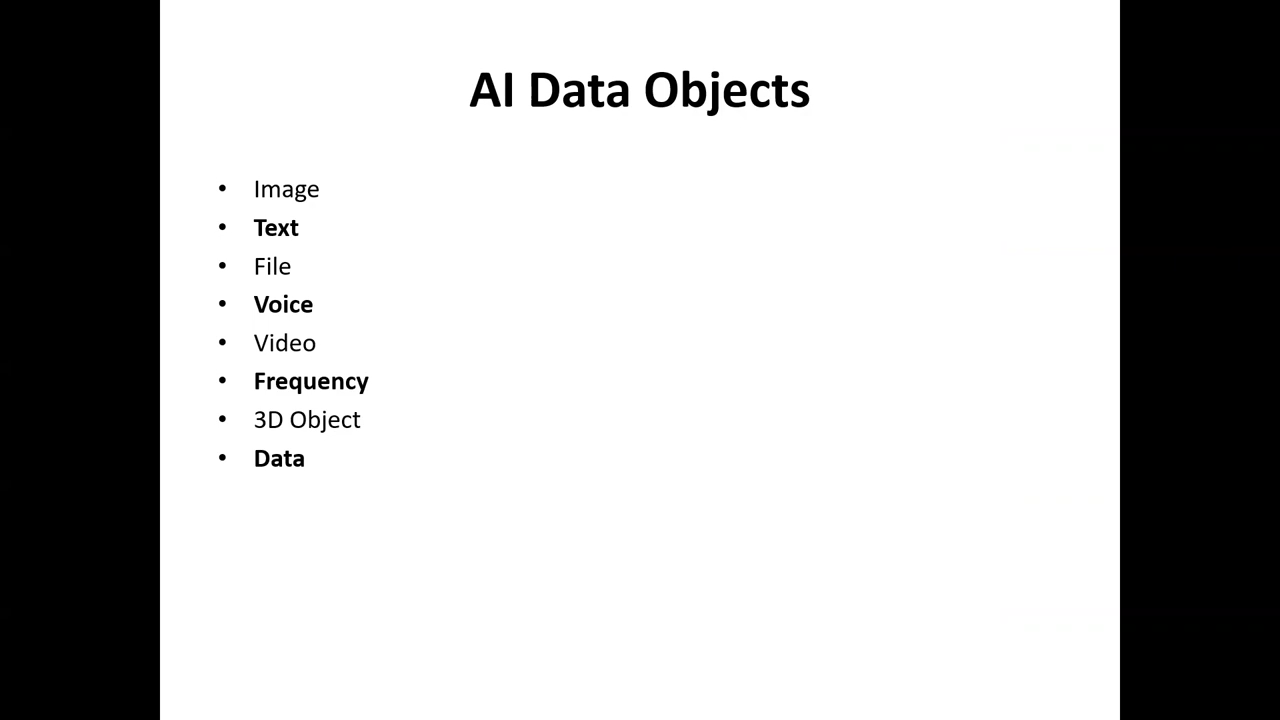 AI Data Objects
• Image
• Text
• File
• Voice
• Video
• Frequency
• 3D Object
• Data